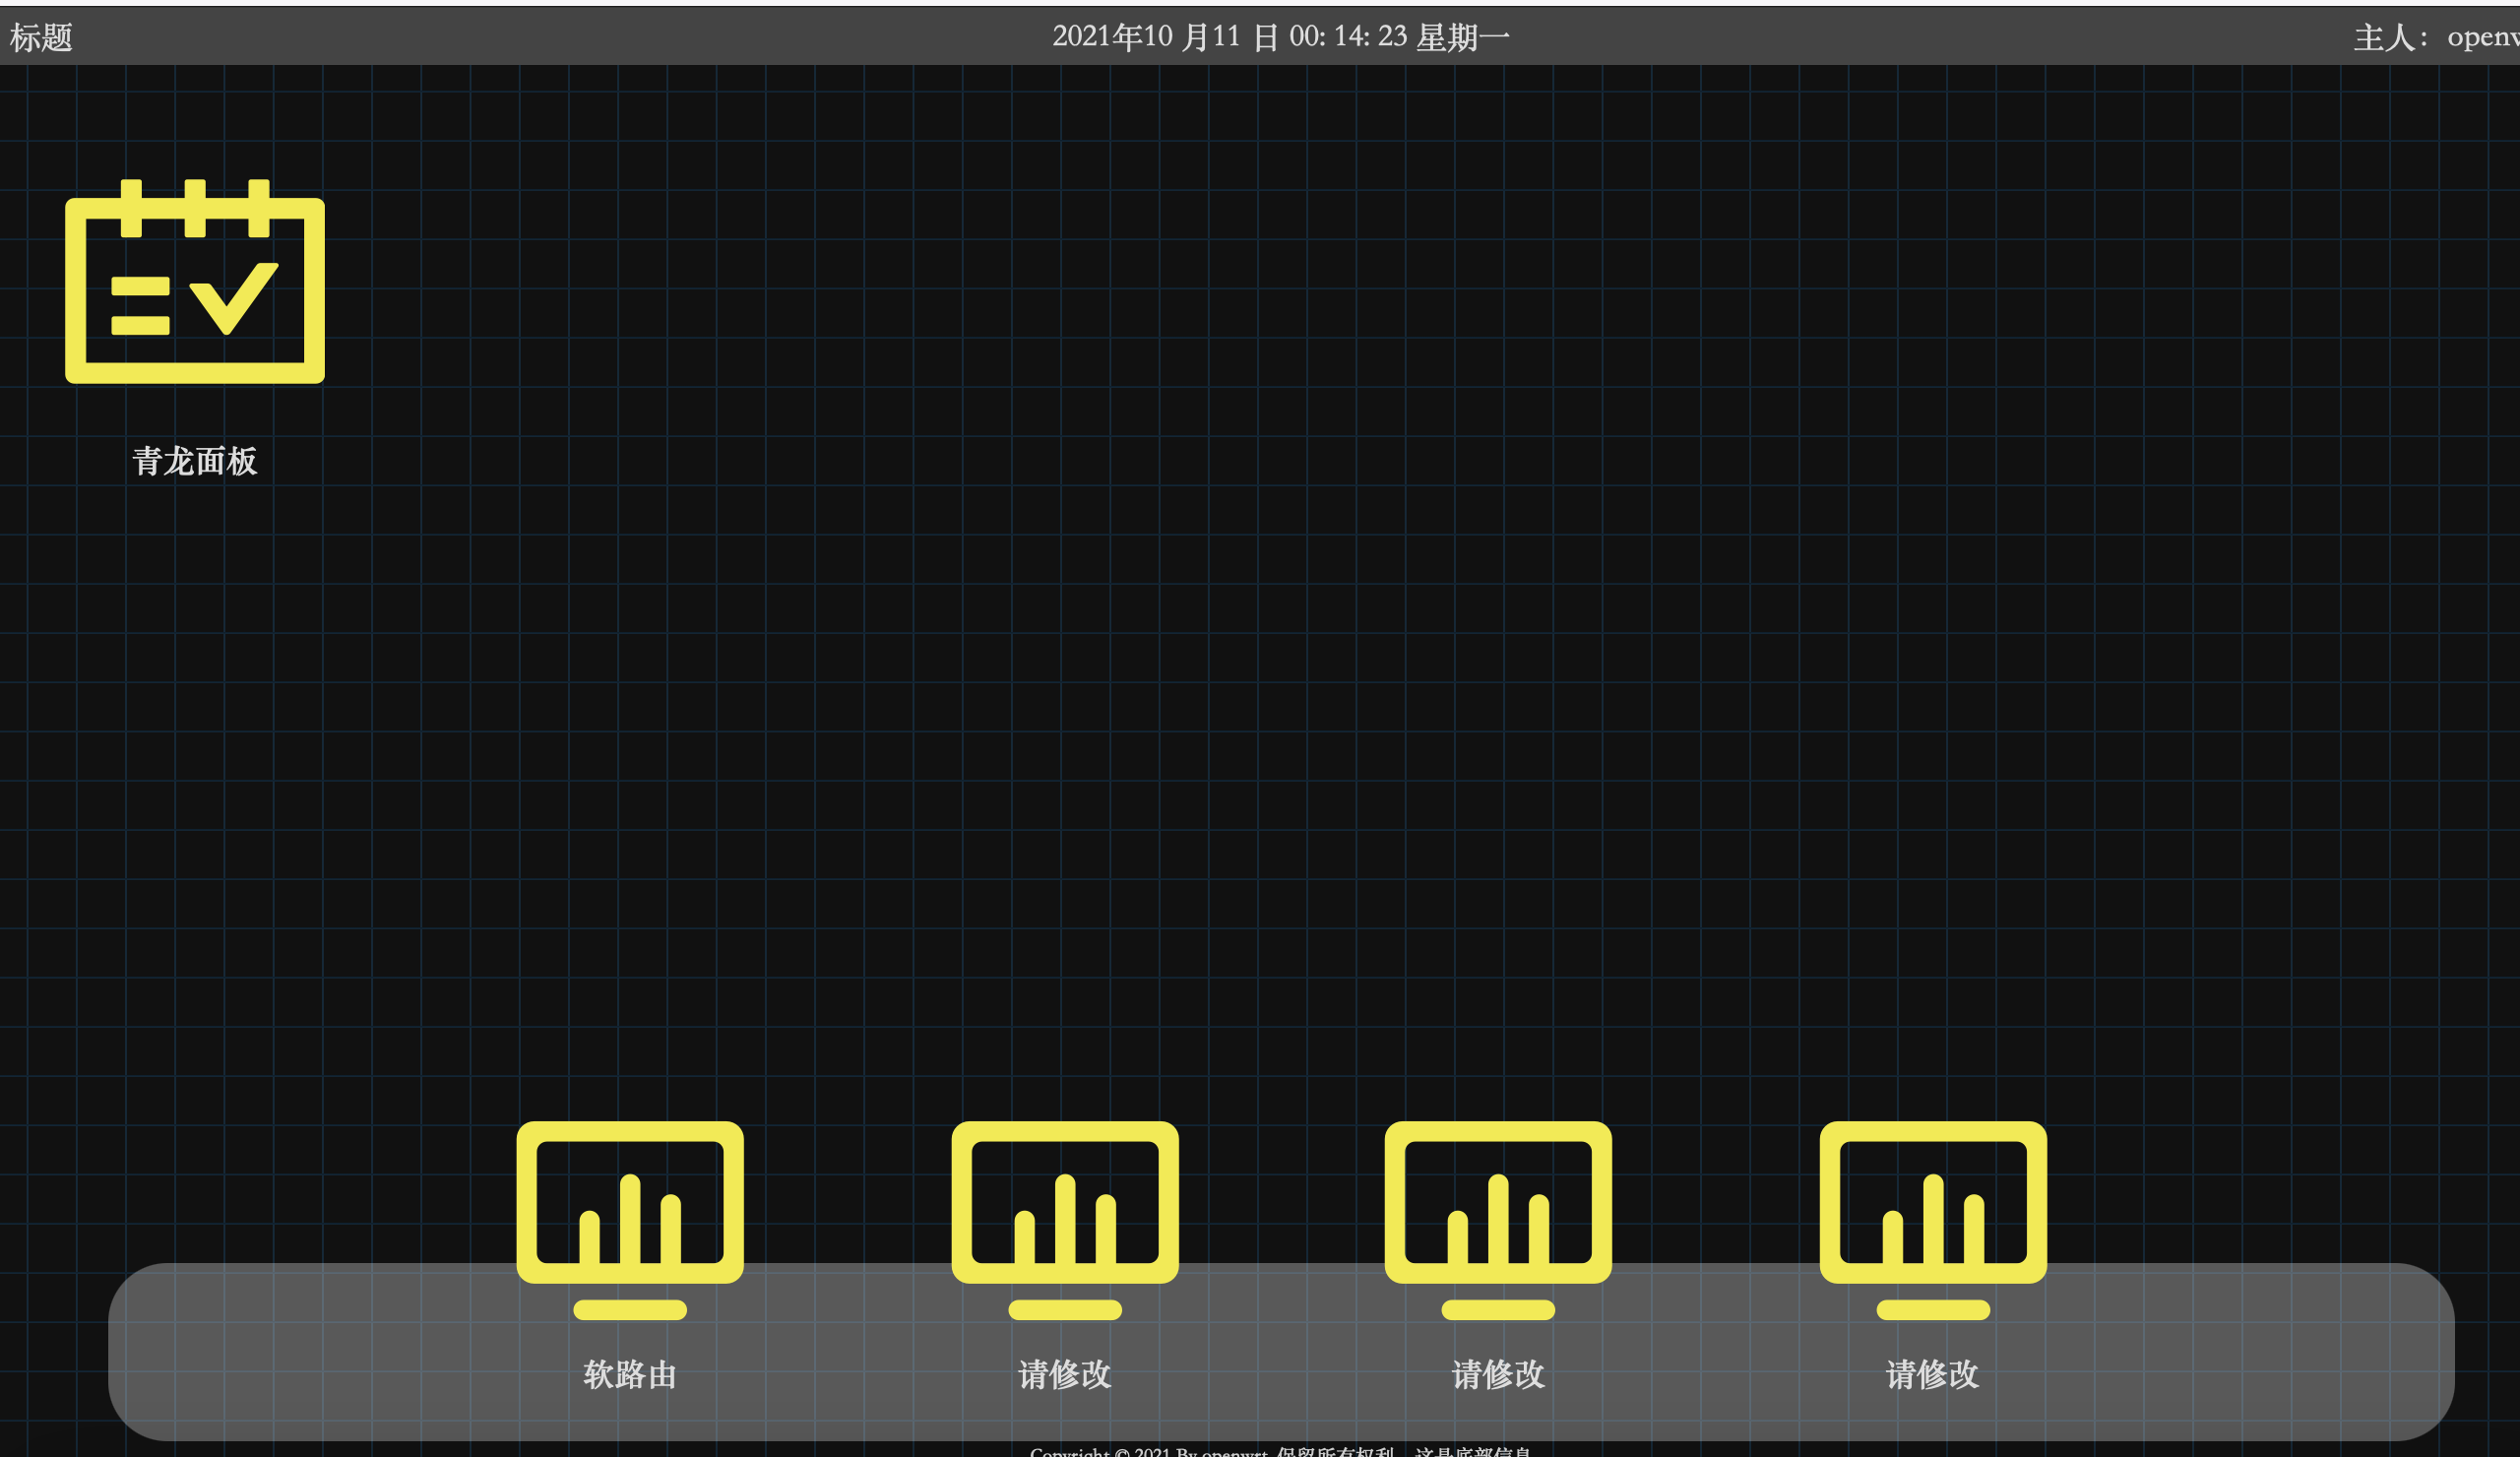 标题
2021年10 月11 日 00: 14: 23 星期一
主人： openw
青龙面板
软路由
请修改
请修改
请修改
Copyright © 2021 By openwrt 保留所有权利 这是底部信息